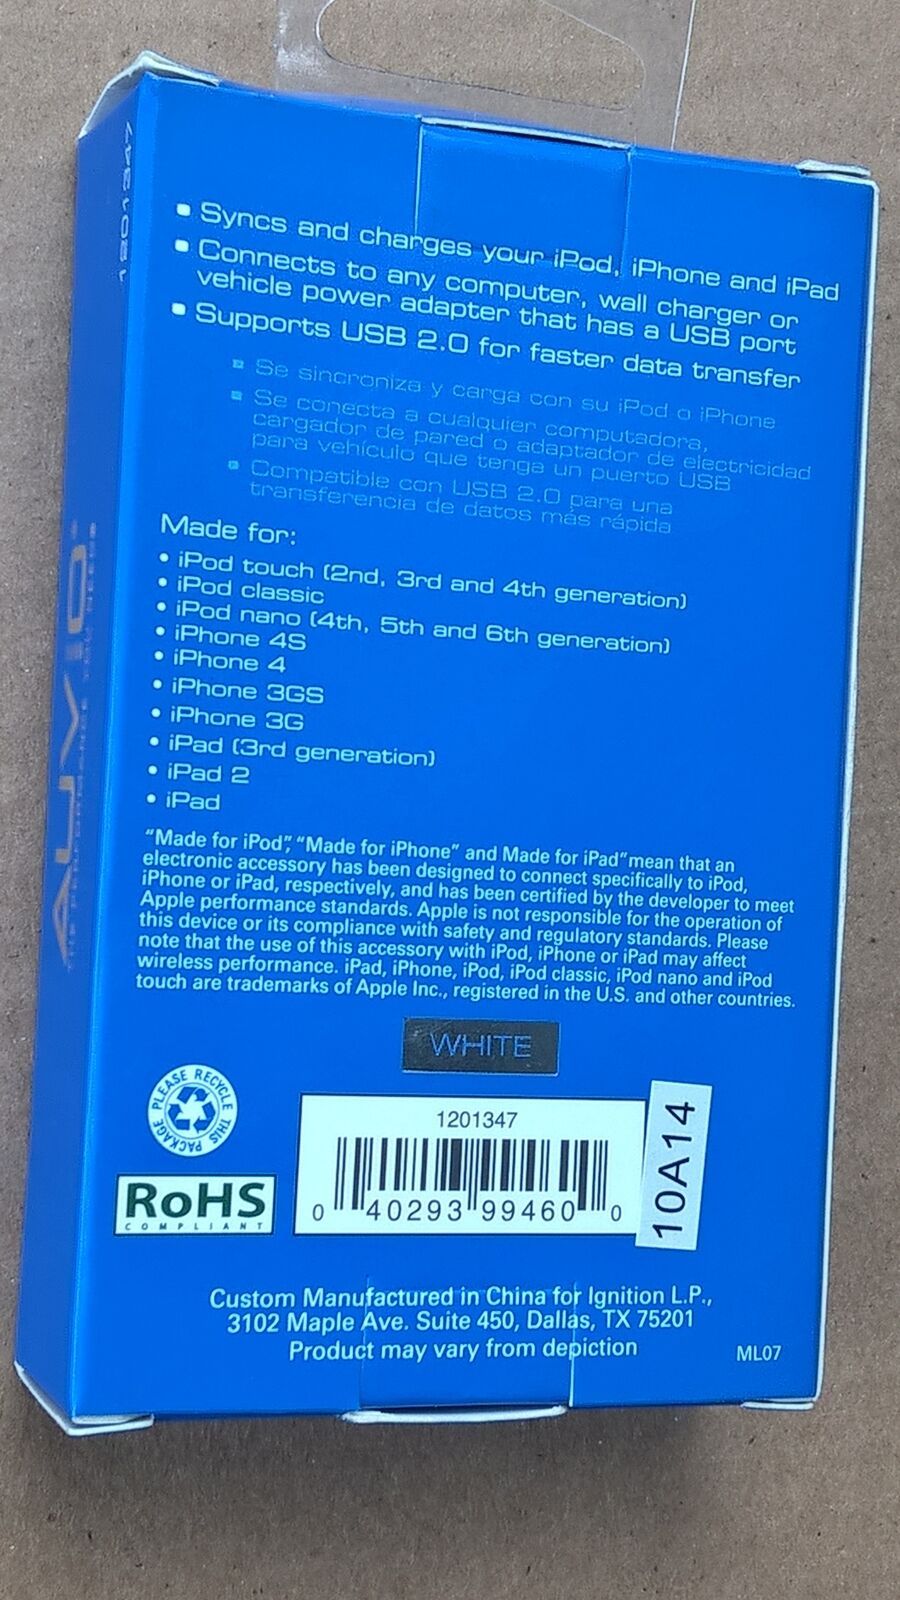 1201347
AUVIO
▪ Syncs and charges your iPod, iPhone and iPad
▪ Connects to any computer, wall charger or
vehicle power adapter that has a USB port
▪ Supports USB 2.0 for faster data transfer
▪ Se sincroniza y carga con su iPod o iPhone
▪ Se conecta a cualquier computadora,
cargador de pared o adaptador de electricidad
para vehículo que tenga un puerto USB
▪ Compatible con USB 2.0 para una
transferencia de datos más rápida
Made for:
• iPod touch (2nd, 3rd and 4th generation)
• iPod classic
• iPod nano (4th, 5th and 6th generation)
• iPhone 4S
• iPhone 4
• iPhone 3GS
• iPhone 3G
• iPad (3rd generation)
• iPad 2
• iPad
“Made for iPod”, “Made for iPhone” and Made for iPad” mean that an
electronic accessory has been designed to connect specifically to iPod,
iPhone or iPad, respectively, and has been certified by the developer to meet
Apple performance standards. Apple is not responsible for the operation of
this device or its compliance with safety and regulatory standards. Please
note that the use of this accessory with iPod, iPhone or iPad may affect
wireless performance. iPad, iPhone, iPod, iPod classic, iPod nano and iPod
touch are trademarks of Apple Inc., registered in the U.S. and other countries.
WHITE
PLEASE RECYCLE THIS PACKAGE
RoHS
COMPLIANT
1201347
0 40293 99460 0
10A14
Custom Manufactured in China for Ignition L.P.,
3102 Maple Ave. Suite 450, Dallas, TX 75201
Product may vary from depiction
ML07